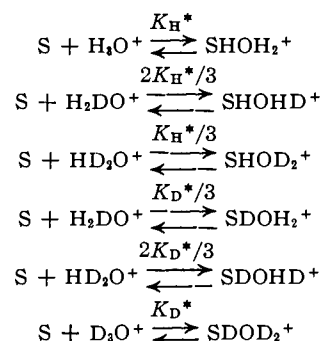 K_H*
S + H₃O⁺ ⇌ SHOH₂⁺
2K_H*/3
S + H₂DO⁺ ⇌ SHOHD⁺
K_H*/3
S + HD₂O⁺ ⇌ SHOD₂⁺
K_D*/3
S + H₂DO⁺ ⇌ SDOH₂⁺
2K_D*/3
S + HD₂O⁺ ⇌ SDOHD⁺
K_D*
S + D₃O⁺ ⇌ SDOD₂⁺